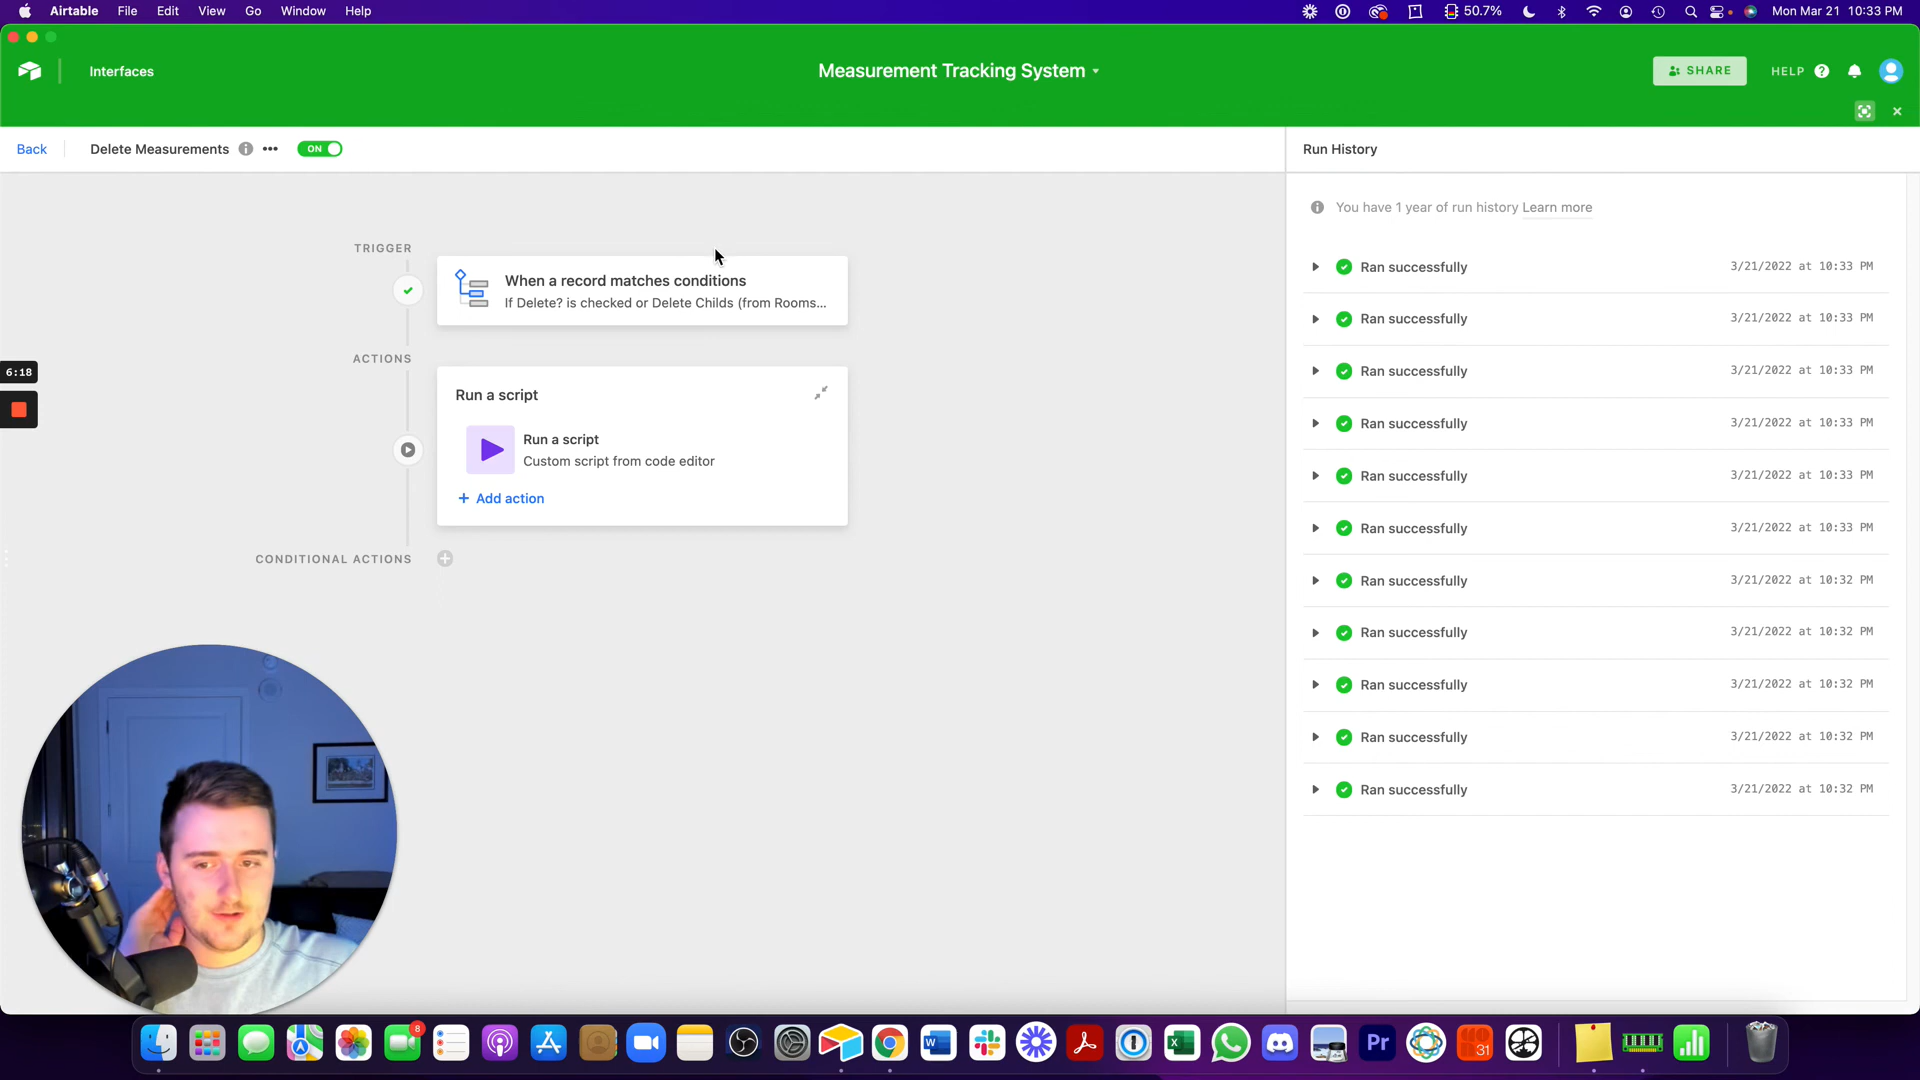 Airtable File Edit View Go Window Help 50.7% Mon Mar 21 10:33 PM
Interfaces
Measurement Tracking System
SHARE
HELP
Back Delete Measurements ON
Run History
You have 1 year of run history Learn more
TRIGGER
When a record matches conditions
If Delete? is checked or Delete Childs (from Rooms...
ACTIONS
Run a script
Run a script
Custom script from code editor
+ Add action
CONDITIONAL ACTIONS
6:18
Ran successfully 3/21/2022 at 10:33 PM
Ran successfully 3/21/2022 at 10:33 PM
Ran successfully 3/21/2022 at 10:33 PM
Ran successfully 3/21/2022 at 10:33 PM
Ran successfully 3/21/2022 at 10:33 PM
Ran successfully 3/21/2022 at 10:33 PM
Ran successfully 3/21/2022 at 10:32 PM
Ran successfully 3/21/2022 at 10:32 PM
Ran successfully 3/21/2022 at 10:32 PM
Ran successfully 3/21/2022 at 10:32 PM
Ran successfully 3/21/2022 at 10:32 PM
8
W
X
Pr
31